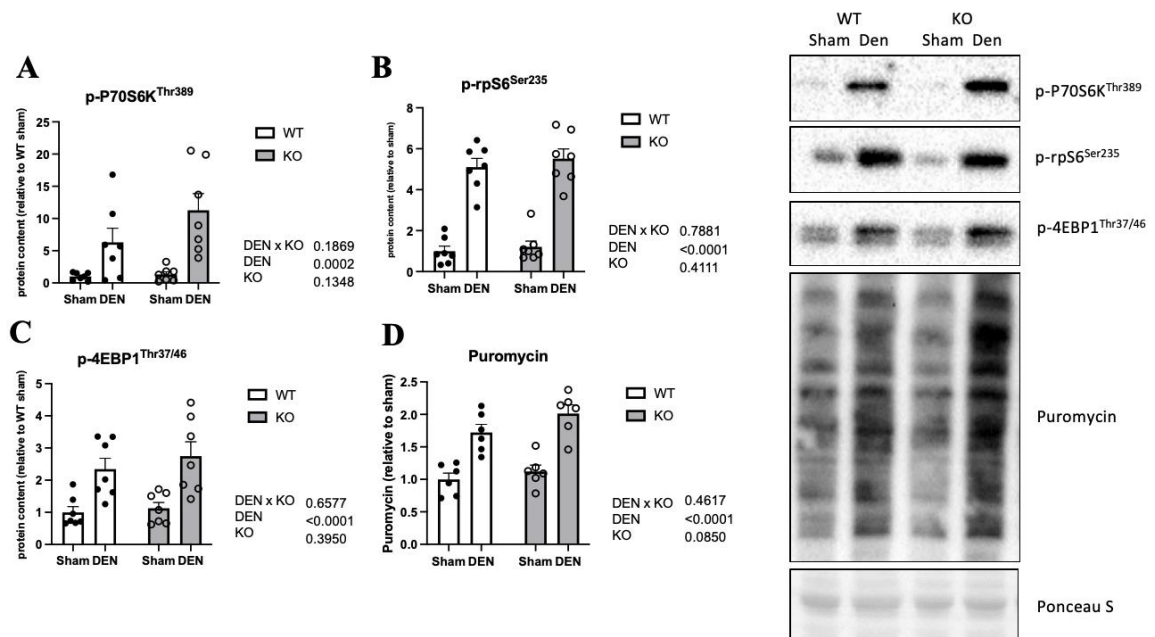 A
p-P70S6K^Thr389
protein content (relative to WT sham)
25
20
15
10
5
0
Sham DEN Sham DEN
WT
KO
DEN x KO 0.1869
DEN 0.0002
KO 0.1348
B
p-rpS6^Ser235
protein content (relative to sham)
8
6
4
2
0
Sham DEN Sham DEN
WT
KO
DEN x KO 0.7881
DEN <0.0001
KO 0.4111
C
p-4EBP1^Thr37/46
protein content (relative to WT sham)
5
4
3
2
1
0
Sham DEN Sham DEN
WT
KO
DEN x KO 0.6577
DEN <0.0001
KO 0.3950
D
Puromycin
Puromycin (relative to sham)
2.5
2.0
1.5
1.0
0.5
0.0
Sham DEN Sham DEN
WT
KO
DEN x KO 0.4617
DEN <0.0001
KO 0.0850
WT KO
Sham Den Sham Den
p-P70S6K^Thr389
p-rpS6^Ser235
p-4EBP1^Thr37/46
Puromycin
Ponceau S